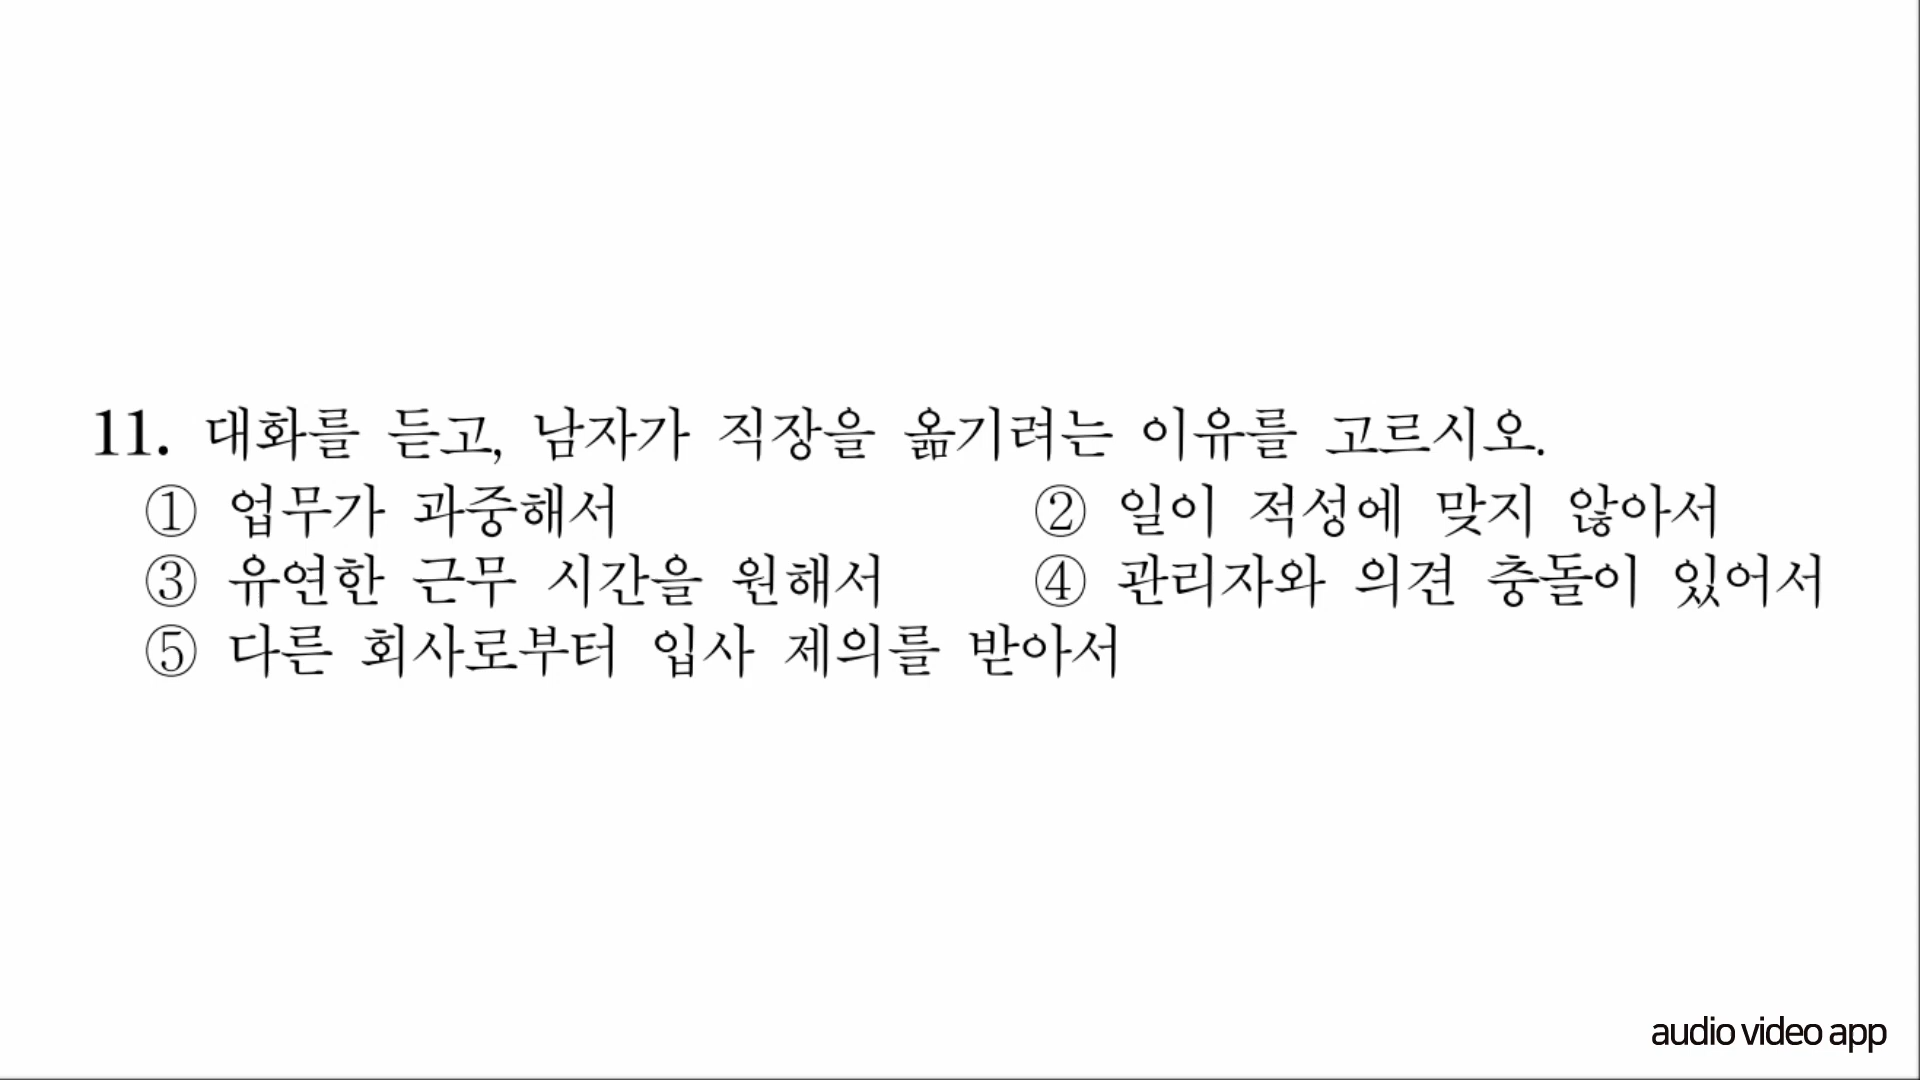 11. 대화를 듣고, 남자가 직장을 옮기려는 이유를 고르시오.
① 업무가 과중해서 ② 일이 적성에 맞지 않아서
③ 유연한 근무 시간을 원해서 ④ 관리자와 의견 충돌이 있어서
⑤ 다른 회사로부터 입사 제의를 받아서
audio video app